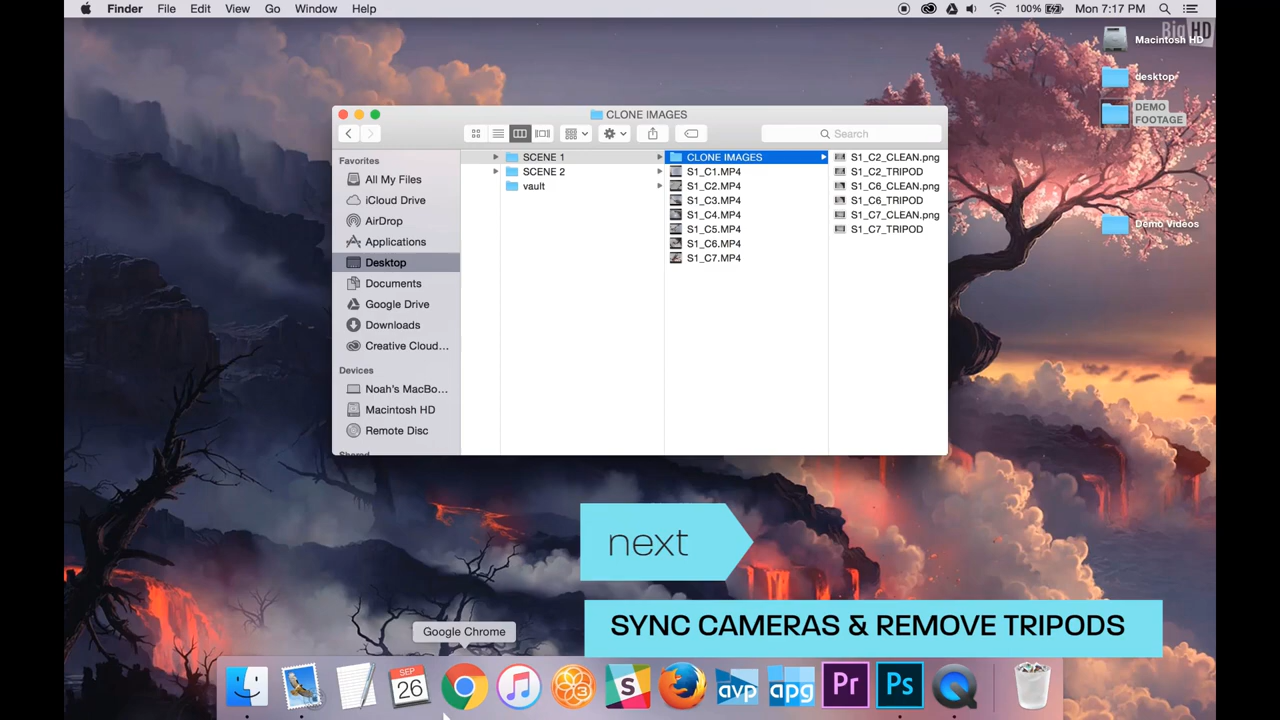 Finder File Edit View Go Window Help
100% Mon 7:17 PM
HD
Macintosh HD
desktop
DEMO
FOOTAGE
Demo Videos
CLONE IMAGES
Search
Favorites
All My Files
iCloud Drive
AirDrop
Applications
Desktop
Documents
Google Drive
Downloads
Creative Cloud...
Devices
Noah's MacBo...
Macintosh HD
Remote Disc
SCENE 1
SCENE 2
vault
CLONE IMAGES
S1_C1.MP4
S1_C2.MP4
S1_C3.MP4
S1_C4.MP4
S1_C5.MP4
S1_C6.MP4
S1_C7.MP4
S1_C2_CLEAN.png
S1_C2_TRIPOD
S1_C6_CLEAN.png
S1_C6_TRIPOD
S1_C7_CLEAN.png
S1_C7_TRIPOD
next
SYNC CAMERAS & REMOVE TRIPODS
Google Chrome
SEP
26
3
S
avp
apg
Pr
Ps